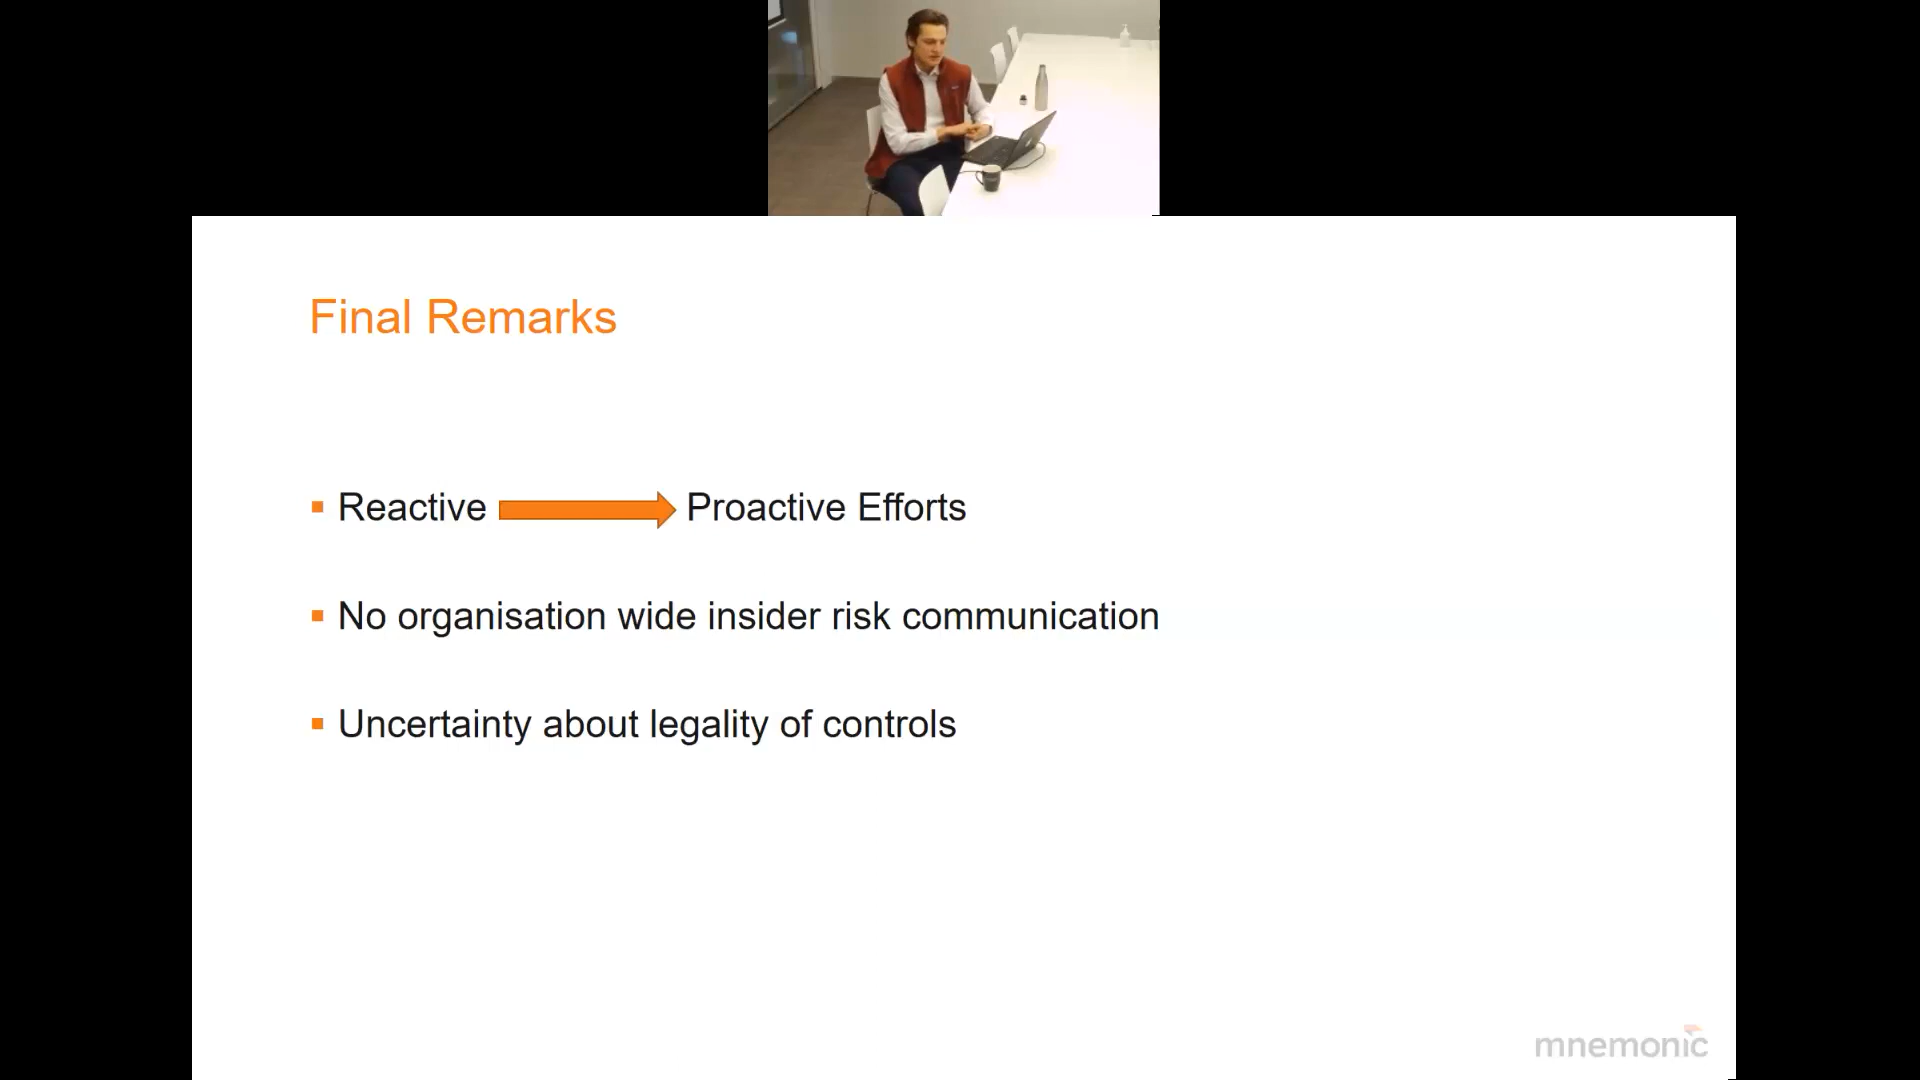 Final Remarks
Reactive Proactive Efforts
No organisation wide insider risk communication
Uncertainty about legality of controls
mnemonic